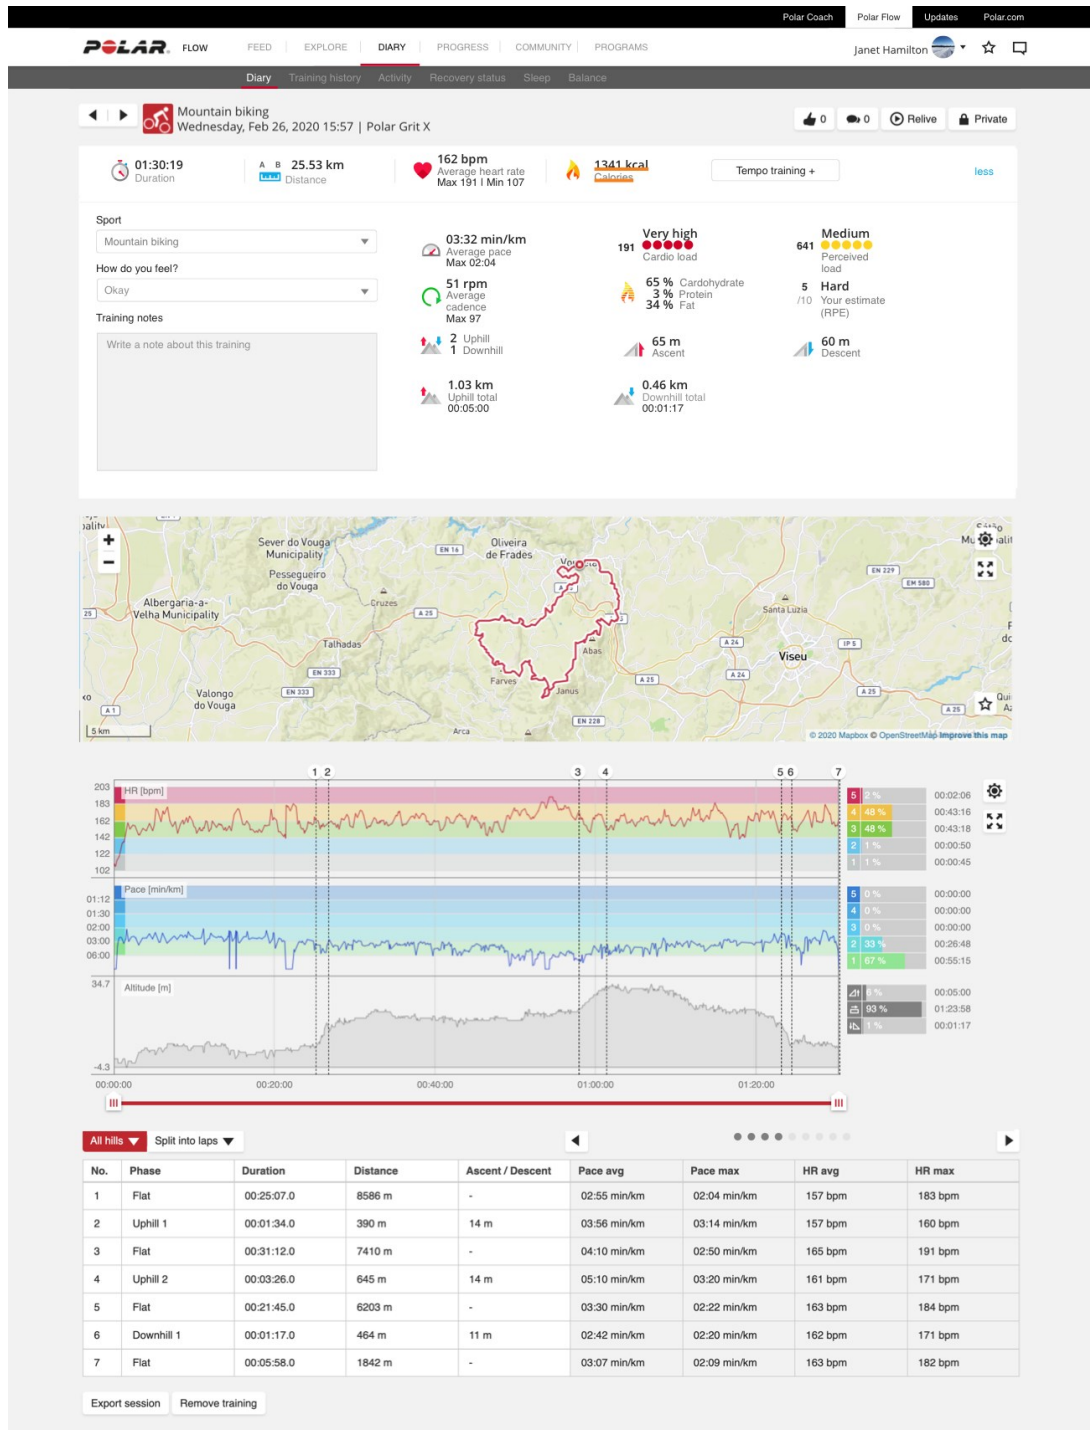 Polar Coach Polar Flow Updates Polar.com
POLAR. FLOW FEED EXPLORE DIARY PROGRESS COMMUNITY PROGRAMS Janet Hamilton
Diary Training history Activity Recovery status Sleep Balance
Mountain biking
Wednesday, Feb 26, 2020 15:57 | Polar Grit X
0 0 Relive Private
01:30:19
Duration
A B 25.53 km
Distance
162 bpm
Average heart rate
Max 191 | Min 107
1341 kcal
Calories
Tempo training +
less
Sport
Mountain biking
How do you feel?
Okay
Training notes
Write a note about this training
03:32 min/km
Average pace
Max 02:04
191 Very high
Cardio load
641 Medium
Perceived
load
51 rpm
Average
cadence
Max 97
65 % Cardohydrate
3 % Protein
34 % Fat
5 Hard
/10 Your estimate
(RPE)
2 Uphill
1 Downhill
65 m
Ascent
60 m
Descent
1.03 km
Uphill total
00:05:00
0.46 km
Downhill total
00:01:17
+
−
Sever do Vouga
Municipality
Pessegueiro
do Vouga
Albergaria-a-
Velha Municipality
EN 16
Oliveira
de Frades
Cruzes
A 25
Talhadas
EN 333
EN 333
Valongo
do Vouga
A 1
25
5 km
Abas
Farves
Janus
Arca
EN 228
A 25
A 24
A 24
Santa Luzia
Viseu
IP 5
EN 229
EM 580
A 25
A 25
© 2020 Mapbox © OpenStreetMap Improve this map
1 2 3 4 5 6 7
HR [bpm]
203
183
162
142
122
102
5 2 % 00:02:06
4 48 % 00:43:16
3 48 % 00:43:18
2 1 % 00:00:50
1 1 % 00:00:45
Pace [min/km]
01:12
01:30
02:00
03:00
06:00
5 0 % 00:00:00
4 0 % 00:00:00
3 0 % 00:00:00
2 33 % 00:26:48
1 67 % 00:55:15
Altitude [m]
34.7
-4.3
6 % 00:05:00
93 % 01:23:58
1 % 00:01:17
00:00:00 00:20:00 00:40:00 01:00:00 01:20:00
All hills Split into laps
No. Phase Duration Distance Ascent / Descent Pace avg Pace max HR avg HR max
1 Flat 00:25:07.0 8586 m - 02:55 min/km 02:04 min/km 157 bpm 183 bpm
2 Uphill 1 00:01:34.0 390 m 14 m 03:56 min/km 03:14 min/km 157 bpm 160 bpm
3 Flat 00:31:12.0 7410 m - 04:10 min/km 02:50 min/km 165 bpm 191 bpm
4 Uphill 2 00:03:26.0 645 m 14 m 05:10 min/km 03:20 min/km 161 bpm 171 bpm
5 Flat 00:21:45.0 6203 m - 03:30 min/km 02:22 min/km 163 bpm 184 bpm
6 Downhill 1 00:01:17.0 464 m 11 m 02:42 min/km 02:20 min/km 162 bpm 171 bpm
7 Flat 00:05:58.0 1842 m - 03:07 min/km 02:09 min/km 163 bpm 182 bpm
Export session Remove training